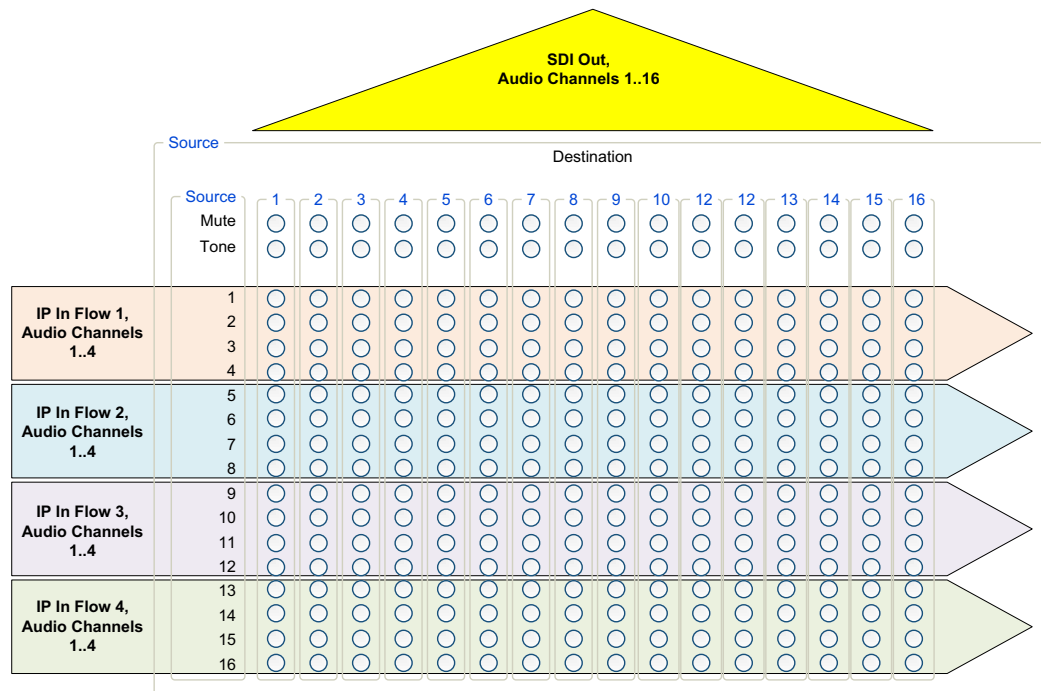 SDI Out,
Audio Channels 1..16
Source
Destination
Source 1 2 3 4 5 6 7 8 9 10 12 12 13 14 15 16
Mute
Tone
IP In Flow 1,
Audio Channels
1..4
1
2
3
4
IP In Flow 2,
Audio Channels
1..4
5
6
7
8
IP In Flow 3,
Audio Channels
1..4
9
10
11
12
IP In Flow 4,
Audio Channels
1..4
13
14
15
16